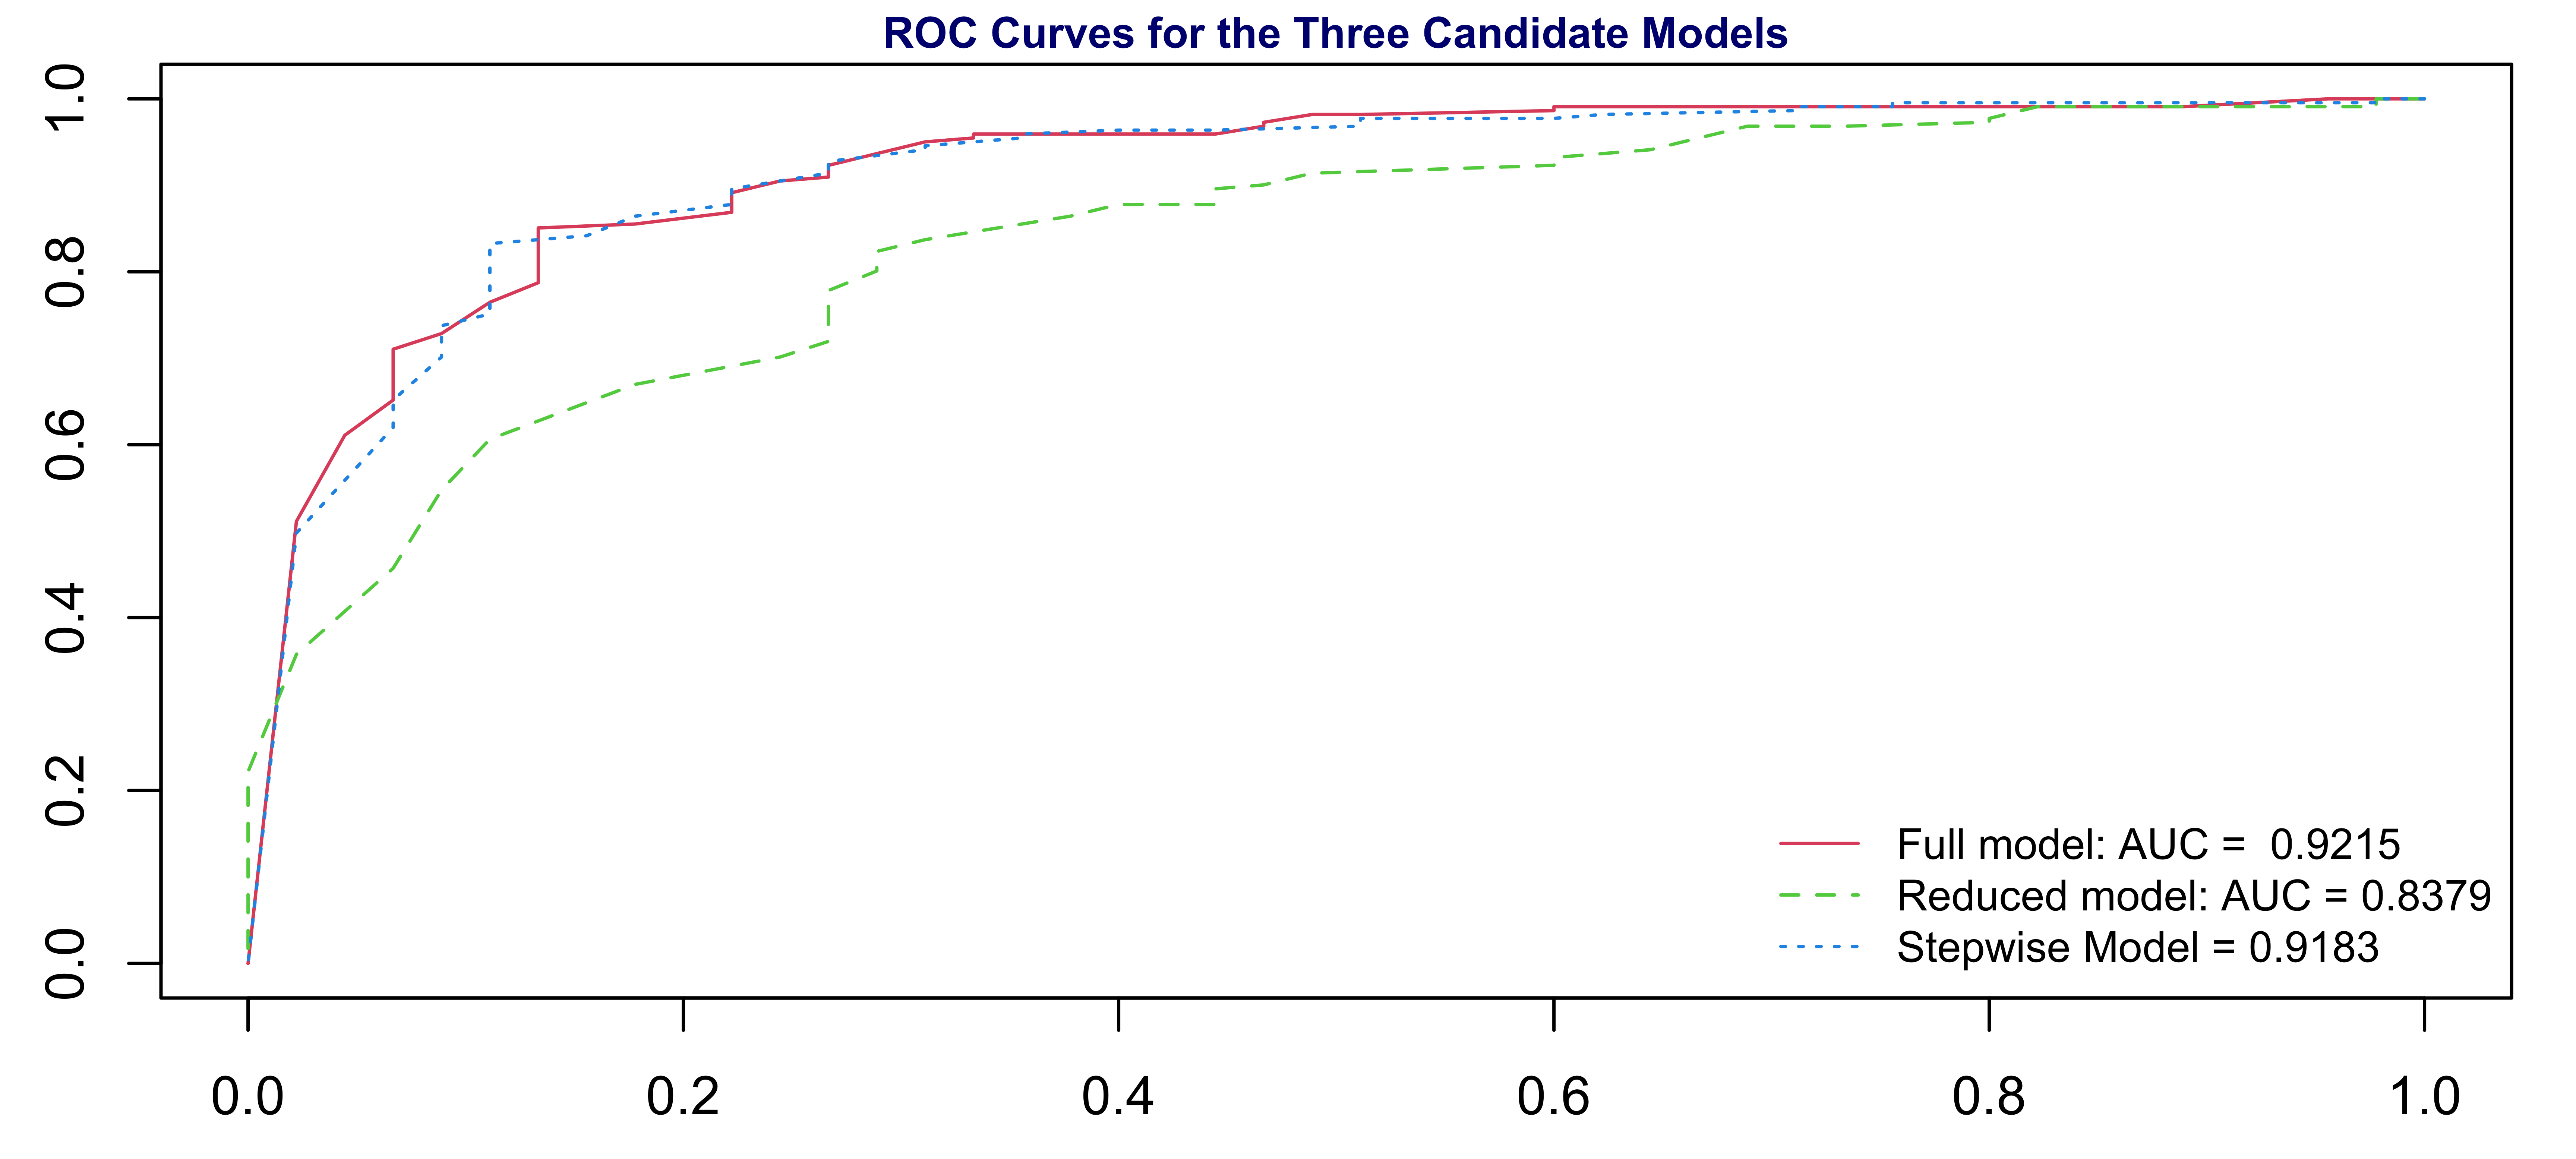 ROC Curves for the Three Candidate Models
1.0
0.8
0.6
0.4
0.2
0.0
Full model: AUC =  0.9215
Reduced model: AUC = 0.8379
Stepwise Model = 0.9183
0.0 0.2 0.4 0.6 0.8 1.0